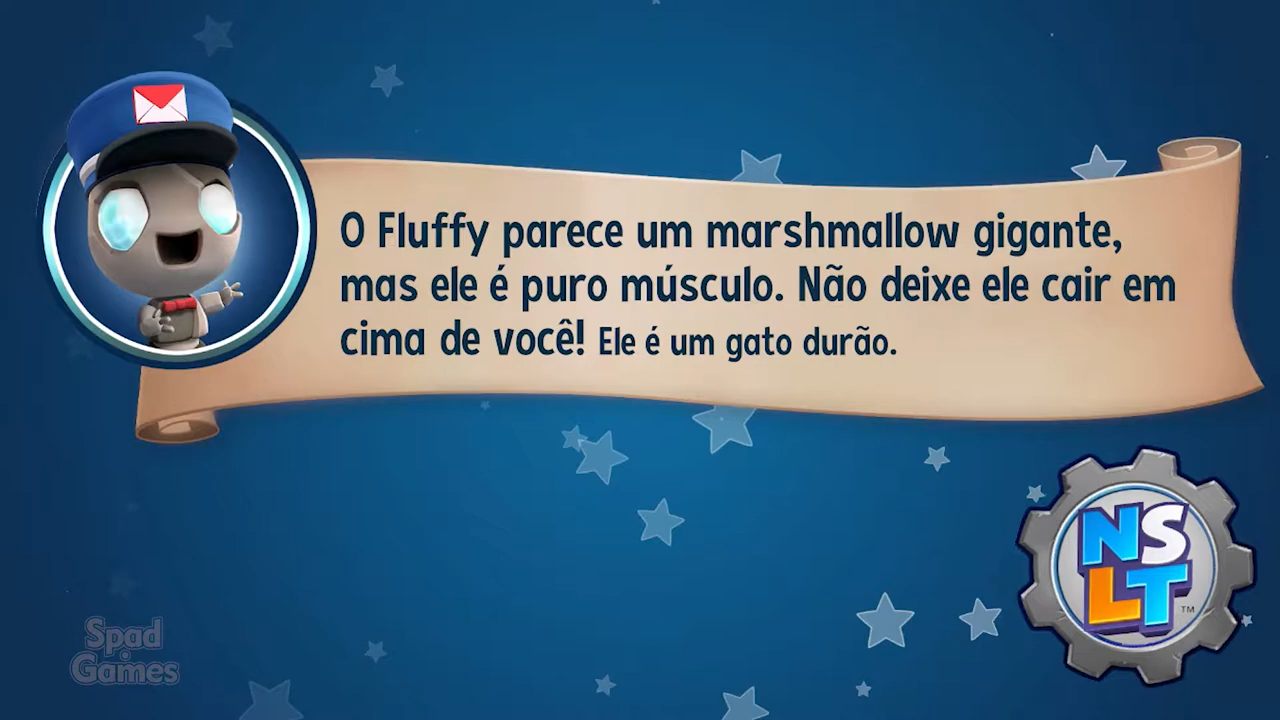 O Fluffy parece um marshmallow gigante,
mas ele é puro músculo. Não deixe ele cair em
cima de você! Ele é um gato durão.
NS
LT™
Spad
Games